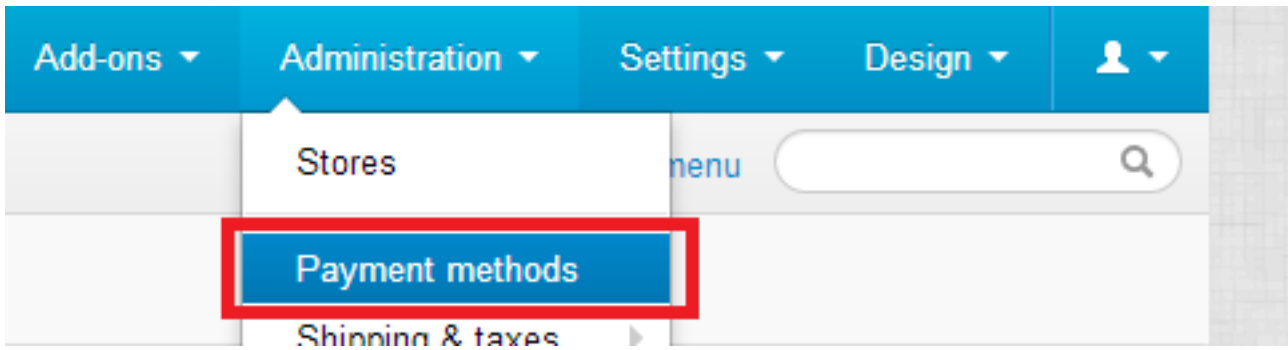 Add-ons Administration Settings Design
Stores
menu
Payment methods
Shipping & taxes